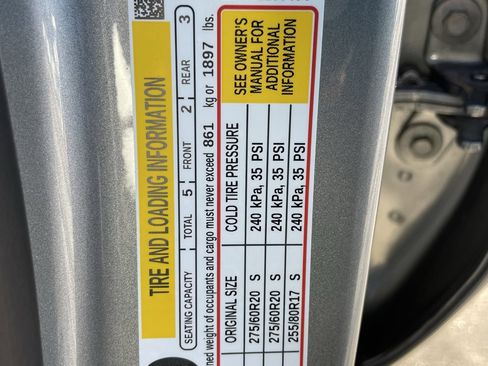 TIRE AND LOADING INFORMATION
SEATING CAPACITY TOTAL 5 FRONT 2 REAR 3
ned weight of occupants and cargo must never exceed 861 kg or 1897 lbs.
ORIGINAL SIZE COLD TIRE PRESSURE
275/60R20 S 240 kPa, 35 PSI
275/60R20 S 240 kPa, 35 PSI
255/80R17 S 240 kPa, 35 PSI
SEE OWNER'S
MANUAL FOR
ADDITIONAL
INFORMATION